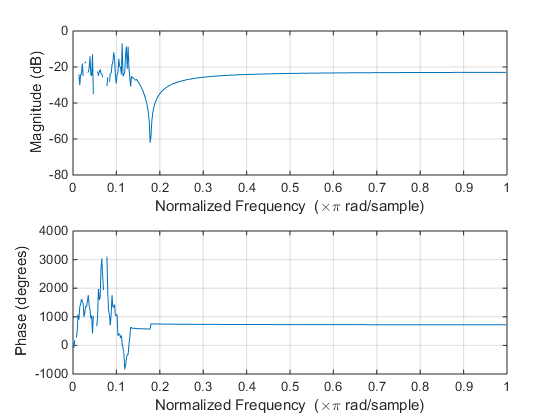 0
-20
-40
-60
-80
Magnitude (dB)
0 0.1 0.2 0.3 0.4 0.5 0.6 0.7 0.8 0.9 1
Normalized Frequency (×π rad/sample)
4000
3000
2000
1000
0
-1000
Phase (degrees)
0 0.1 0.2 0.3 0.4 0.5 0.6 0.7 0.8 0.9 1
Normalized Frequency (×π rad/sample)